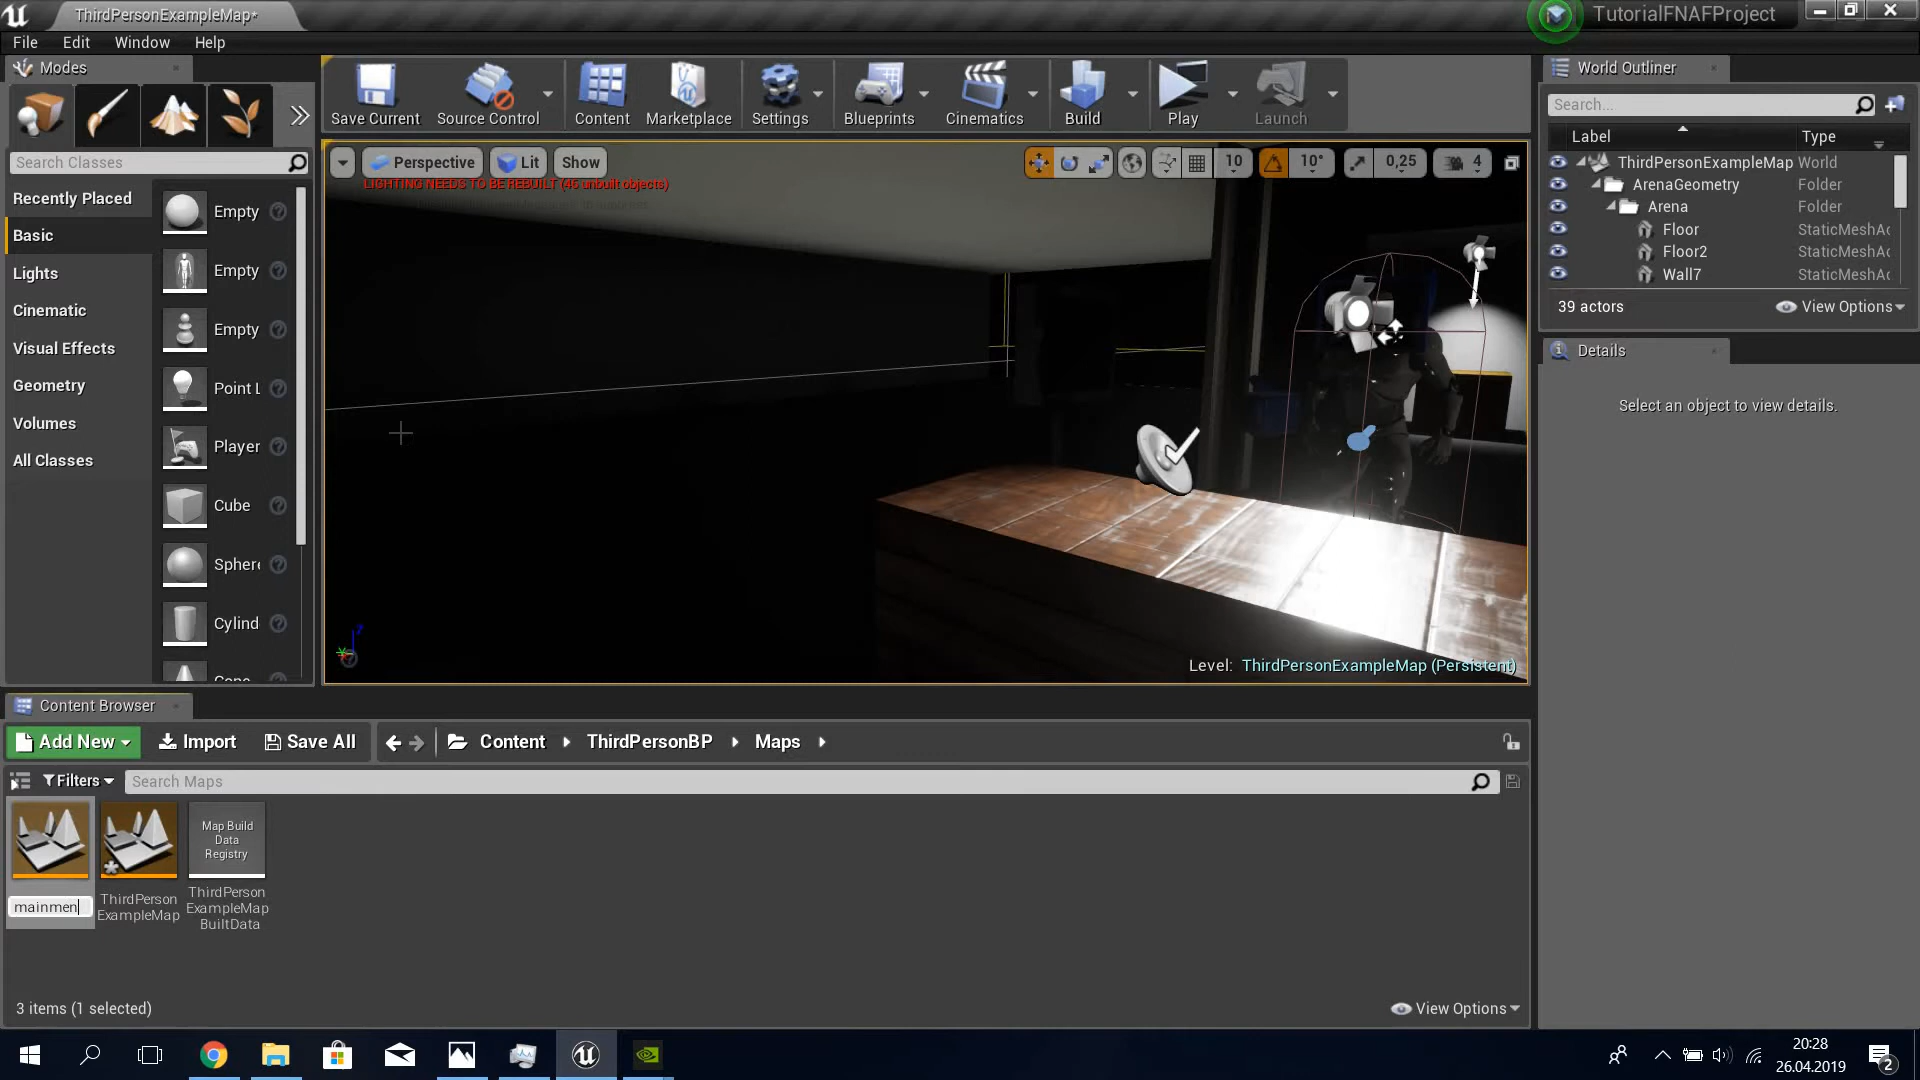 ThirdPersonExampleMap*
TutorialFNAFProject
File Edit Window Help
Modes
Search Classes
Recently Placed
Basic
Lights
Cinematic
Visual Effects
Geometry
Volumes
All Classes
Empty
Empty
Empty
Point L
Player
Cube
Sphere
Cylind
Cone
Save Current
Source Control
Content
Marketplace
Settings
Blueprints
Cinematics
Build
Play
Launch
Perspective Lit Show
10 10° 0,25 4
LIGHTING NEEDS TO BE REBUILT (46 unbuilt objects)
Level: ThirdPersonExampleMap (Persistent)
World Outliner
Search...
Label Type
ThirdPersonExampleMap World
ArenaGeometry Folder
Arena Folder
Floor StaticMeshAc
Floor2 StaticMeshAc
Wall7 StaticMeshAc
39 actors
View Options
Details
Select an object to view details.
Content Browser
Add New Import Save All Content ThirdPersonBP Maps
Filters Search Maps
mainmen
ThirdPerson
ExampleMap
Map Build
Data
Registry
ThirdPerson
ExampleMap
BuiltData
3 items (1 selected)
View Options
20:28
26.04.2019
2